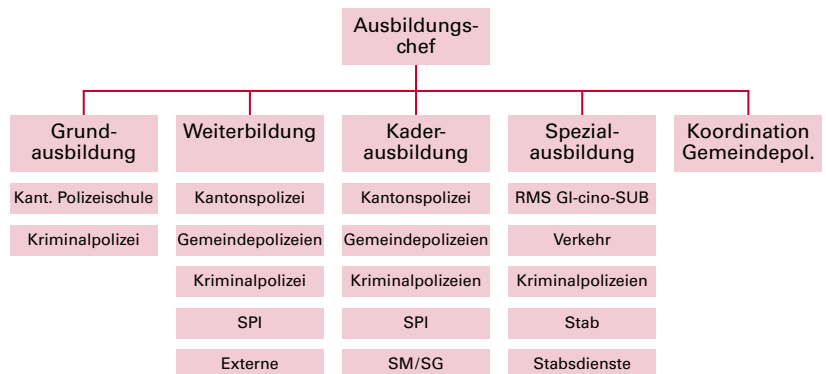 Ausbildungs-
chef
Grund-
ausbildung
Weiterbildung
Kader-
ausbildung
Spezial-
ausbildung
Koordination
Gemeindepol.
Kant. Polizeischule
Kantonspolizei
Kantonspolizei
RMS GI-cino-SUB
Kriminalpolizei
Gemeindepolizeien
Gemeindepolizeien
Verkehr
Kriminalpolizei
Kriminalpolizeien
Kriminalpolizeien
SPI
SPI
Stab
Externe
SM/SG
Stabsdienste